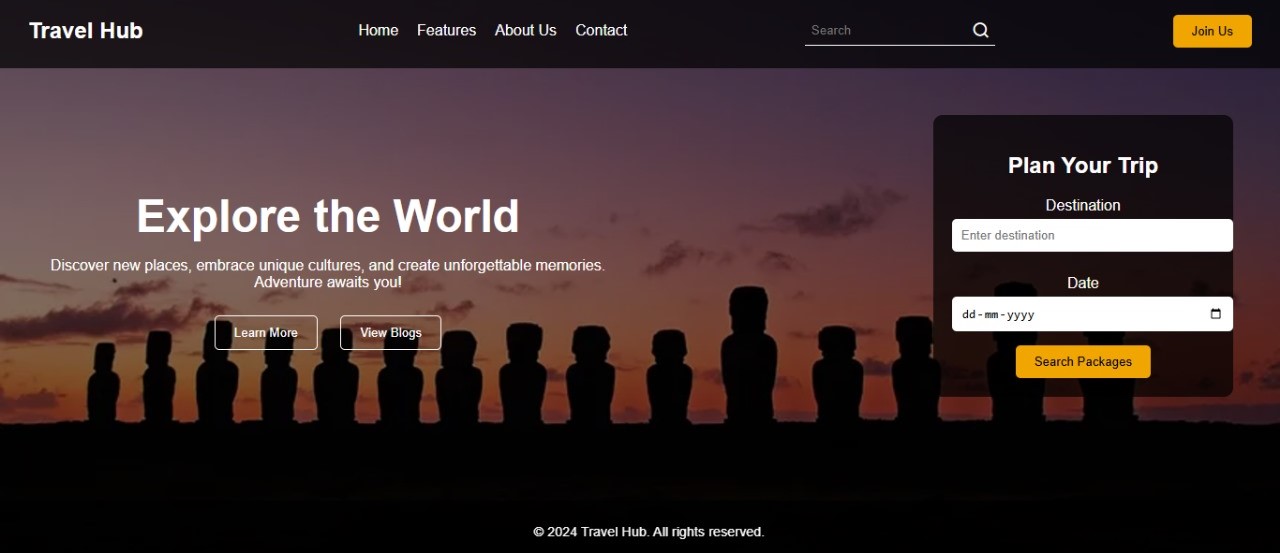 Travel Hub
Home Features About Us Contact
Search
Join Us
Explore the World
Discover new places, embrace unique cultures, and create unforgettable memories.
Adventure awaits you!
Learn More
View Blogs
Plan Your Trip
Destination
Enter destination
Date
dd-mm-yyyy
Search Packages
© 2024 Travel Hub. All rights reserved.